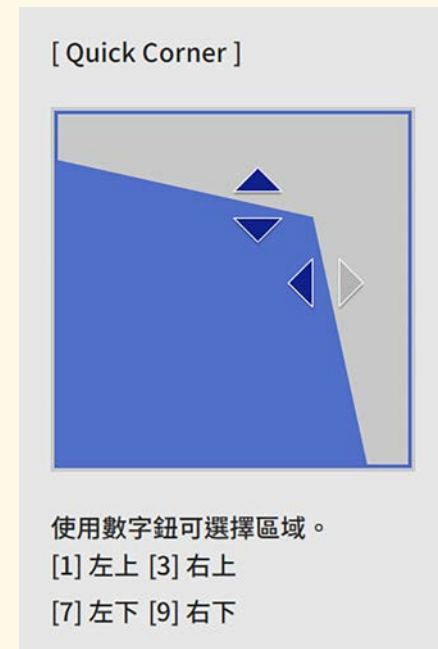 [ Quick Corner ]
使用數字鈕可選擇區域。
[1] 左上 [3] 右上
[7] 左下 [9] 右下